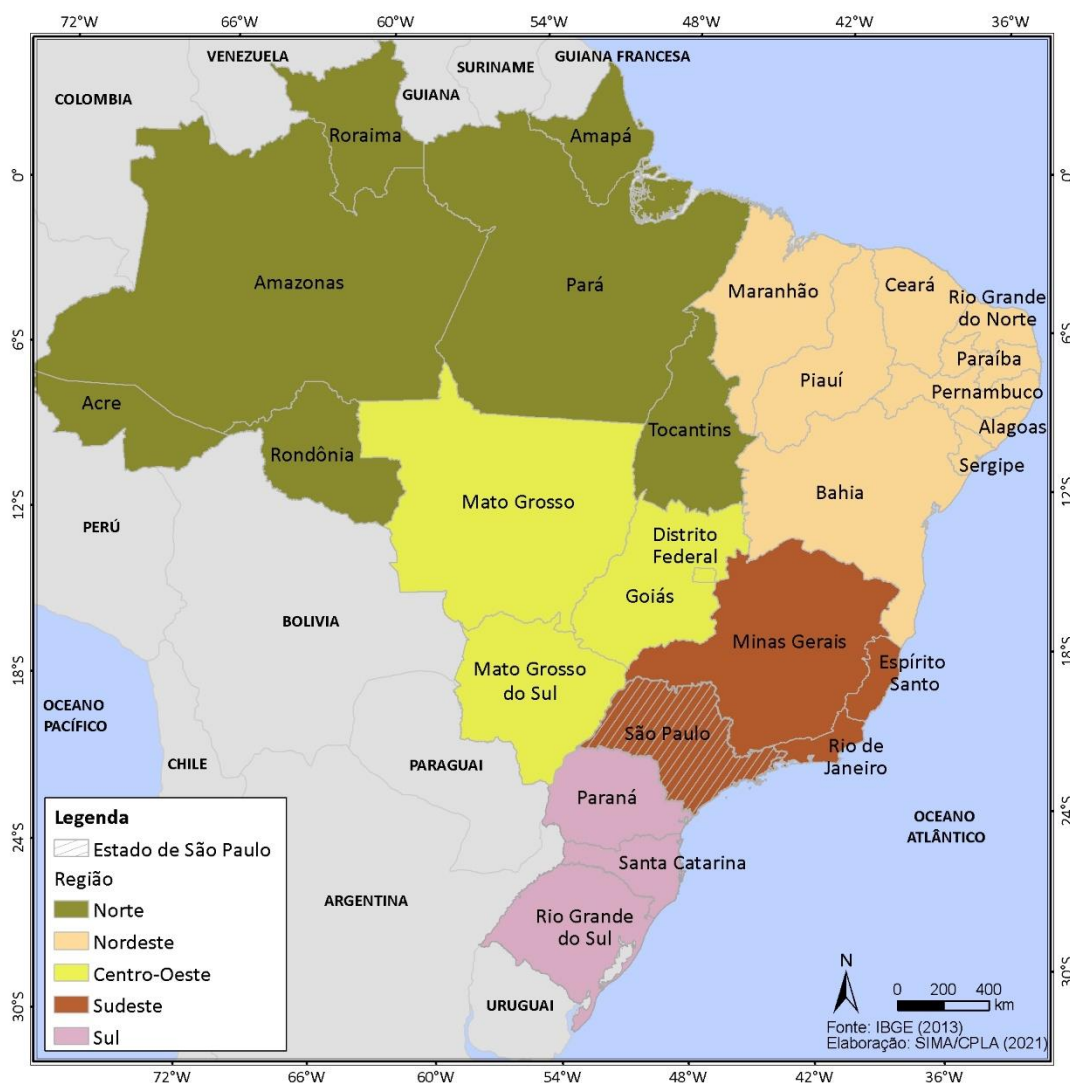 72°W 66°W 60°W 54°W 48°W 42°W 36°W
VENEZUELA
SURINAME
GUIANA FRANCESA
COLOMBIA
GUIANA
Roraima
Amapá
0° 0°
Amazonas
Pará
Maranhão
Ceará
Rio Grande
do Norte
6°S 6°S
Paraíba
Piauí
Pernambuco
Acre
Alagoas
Tocantins
Rondônia
Sergipe
Bahia
Mato Grosso
12°S 12°S
PERÚ
Distrito
Federal
Goiás
BOLIVIA
Minas Gerais
18°S 18°S
Espírito
Santo
Mato Grosso
do Sul
OCEANO
PACÍFICO
São Paulo
Rio de
Janeiro
CHILE
PARAGUAI
Paraná
24°S 24°S
OCEANO
ATLÂNTICO
Santa Catarina
ARGENTINA
Rio Grande
do Sul
URUGUAI
Legenda
Estado de São Paulo
Região
Norte
Nordeste
Centro-Oeste
Sudeste
Sul
30°S 30°S
N
0 200 400
km
Fonte: IBGE (2013)
Elaboração: SIMA/CPLA (2021)
72°W 66°W 60°W 54°W 48°W 42°W 36°W